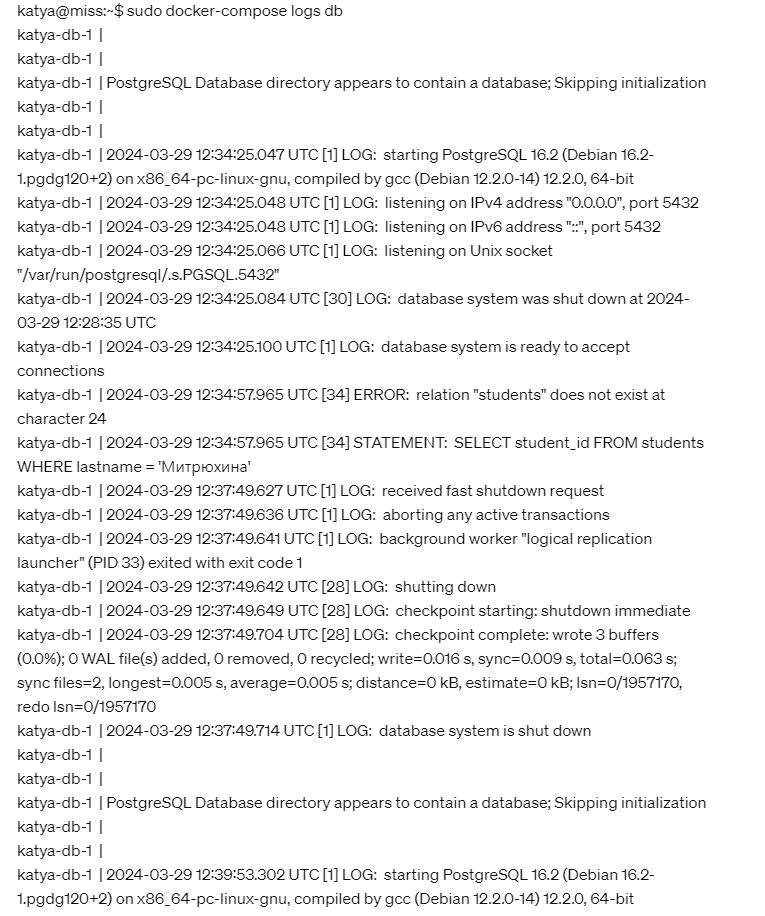 katya@miss:~$ sudo docker-compose logs db
katya-db-1 |
katya-db-1 |
katya-db-1 | PostgreSQL Database directory appears to contain a database; Skipping initialization
katya-db-1 |
katya-db-1 |
katya-db-1 | 2024-03-29 12:34:25.047 UTC [1] LOG: starting PostgreSQL 16.2 (Debian 16.2-
1.pgdg120+2) on x86_64-pc-linux-gnu, compiled by gcc (Debian 12.2.0-14) 12.2.0, 64-bit
katya-db-1 | 2024-03-29 12:34:25.048 UTC [1] LOG: listening on IPv4 address "0.0.0.0", port 5432
katya-db-1 | 2024-03-29 12:34:25.048 UTC [1] LOG: listening on IPv6 address "::", port 5432
katya-db-1 | 2024-03-29 12:34:25.066 UTC [1] LOG: listening on Unix socket
"/var/run/postgresql/.s.PGSQL.5432"
katya-db-1 | 2024-03-29 12:34:25.084 UTC [30] LOG: database system was shut down at 2024-
03-29 12:28:35 UTC
katya-db-1 | 2024-03-29 12:34:25.100 UTC [1] LOG: database system is ready to accept
connections
katya-db-1 | 2024-03-29 12:34:57.965 UTC [34] ERROR: relation "students" does not exist at
character 24
katya-db-1 | 2024-03-29 12:34:57.965 UTC [34] STATEMENT: SELECT student_id FROM students
WHERE lastname = 'Митрюхина'
katya-db-1 | 2024-03-29 12:37:49.627 UTC [1] LOG: received fast shutdown request
katya-db-1 | 2024-03-29 12:37:49.636 UTC [1] LOG: aborting any active transactions
katya-db-1 | 2024-03-29 12:37:49.641 UTC [1] LOG: background worker "logical replication
launcher" (PID 33) exited with exit code 1
katya-db-1 | 2024-03-29 12:37:49.642 UTC [28] LOG: shutting down
katya-db-1 | 2024-03-29 12:37:49.649 UTC [28] LOG: checkpoint starting: shutdown immediate
katya-db-1 | 2024-03-29 12:37:49.704 UTC [28] LOG: checkpoint complete: wrote 3 buffers
(0.0%); 0 WAL file(s) added, 0 removed, 0 recycled; write=0.016 s, sync=0.009 s, total=0.063 s;
sync files=2, longest=0.005 s, average=0.005 s; distance=0 kB, estimate=0 kB; lsn=0/1957170,
redo lsn=0/1957170
katya-db-1 | 2024-03-29 12:37:49.714 UTC [1] LOG: database system is shut down
katya-db-1 |
katya-db-1 |
katya-db-1 | PostgreSQL Database directory appears to contain a database; Skipping initialization
katya-db-1 |
katya-db-1 |
katya-db-1 | 2024-03-29 12:39:53.302 UTC [1] LOG: starting PostgreSQL 16.2 (Debian 16.2-
1.pgdg120+2) on x86_64-pc-linux-gnu, compiled by gcc (Debian 12.2.0-14) 12.2.0, 64-bit